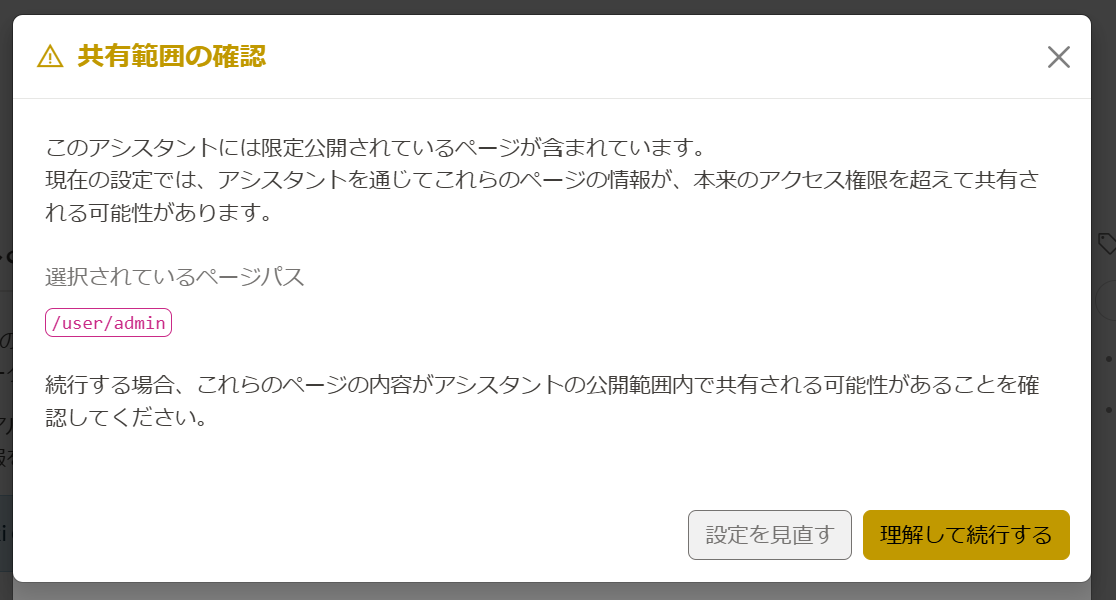 共有範囲の確認
このアシスタントには限定公開されているページが含まれています。
現在の設定では、アシスタントを通じてこれらのページの情報が、本来のアクセス権限を超えて共有さ
れる可能性があります。
選択されているページパス
/user/admin
続行する場合、これらのページの内容がアシスタントの公開範囲内で共有される可能性があることを確
認してください。
設定を見直す
理解して続行する